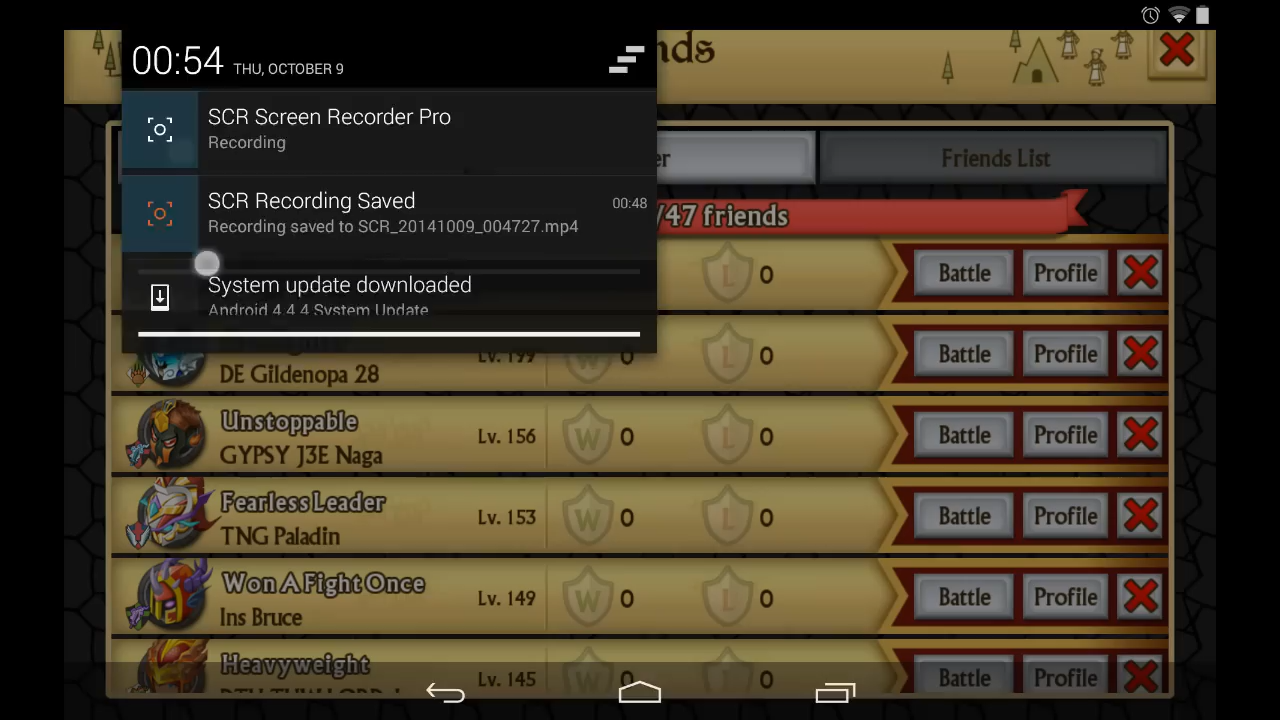 00:54 THU, OCTOBER 9
SCR Screen Recorder Pro
Recording
SCR Recording Saved 00:48
Recording saved to SCR_20141009_004727.mp4
System update downloaded
Android 4.4.4 System Update
nds
er
Friends List
/47 friends
L 0 Battle Profile
Lv. 199 W 0 L 0 Battle Profile
DE Gildenopa 28
Unstoppable
GYPSY J3E Naga
Lv. 156 W 0 L 0 Battle Profile
Fearless Leader
TNG Paladin
Lv. 153 W 0 L 0 Battle Profile
Won A Fight Once
Ins Bruce
Lv. 149 W 0 L 0 Battle Profile
Heavyweight
Lv. 145 W 0 L 0 Battle Profile